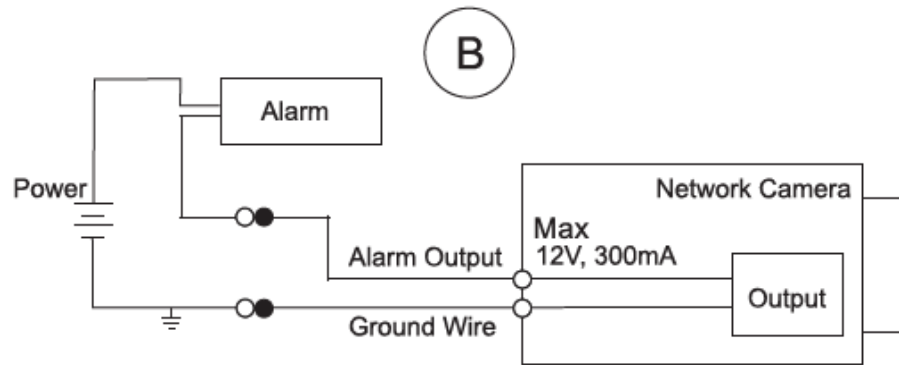 B
Alarm
Power
Network Camera
Max
12V, 300mA
Alarm Output
Output
Ground Wire